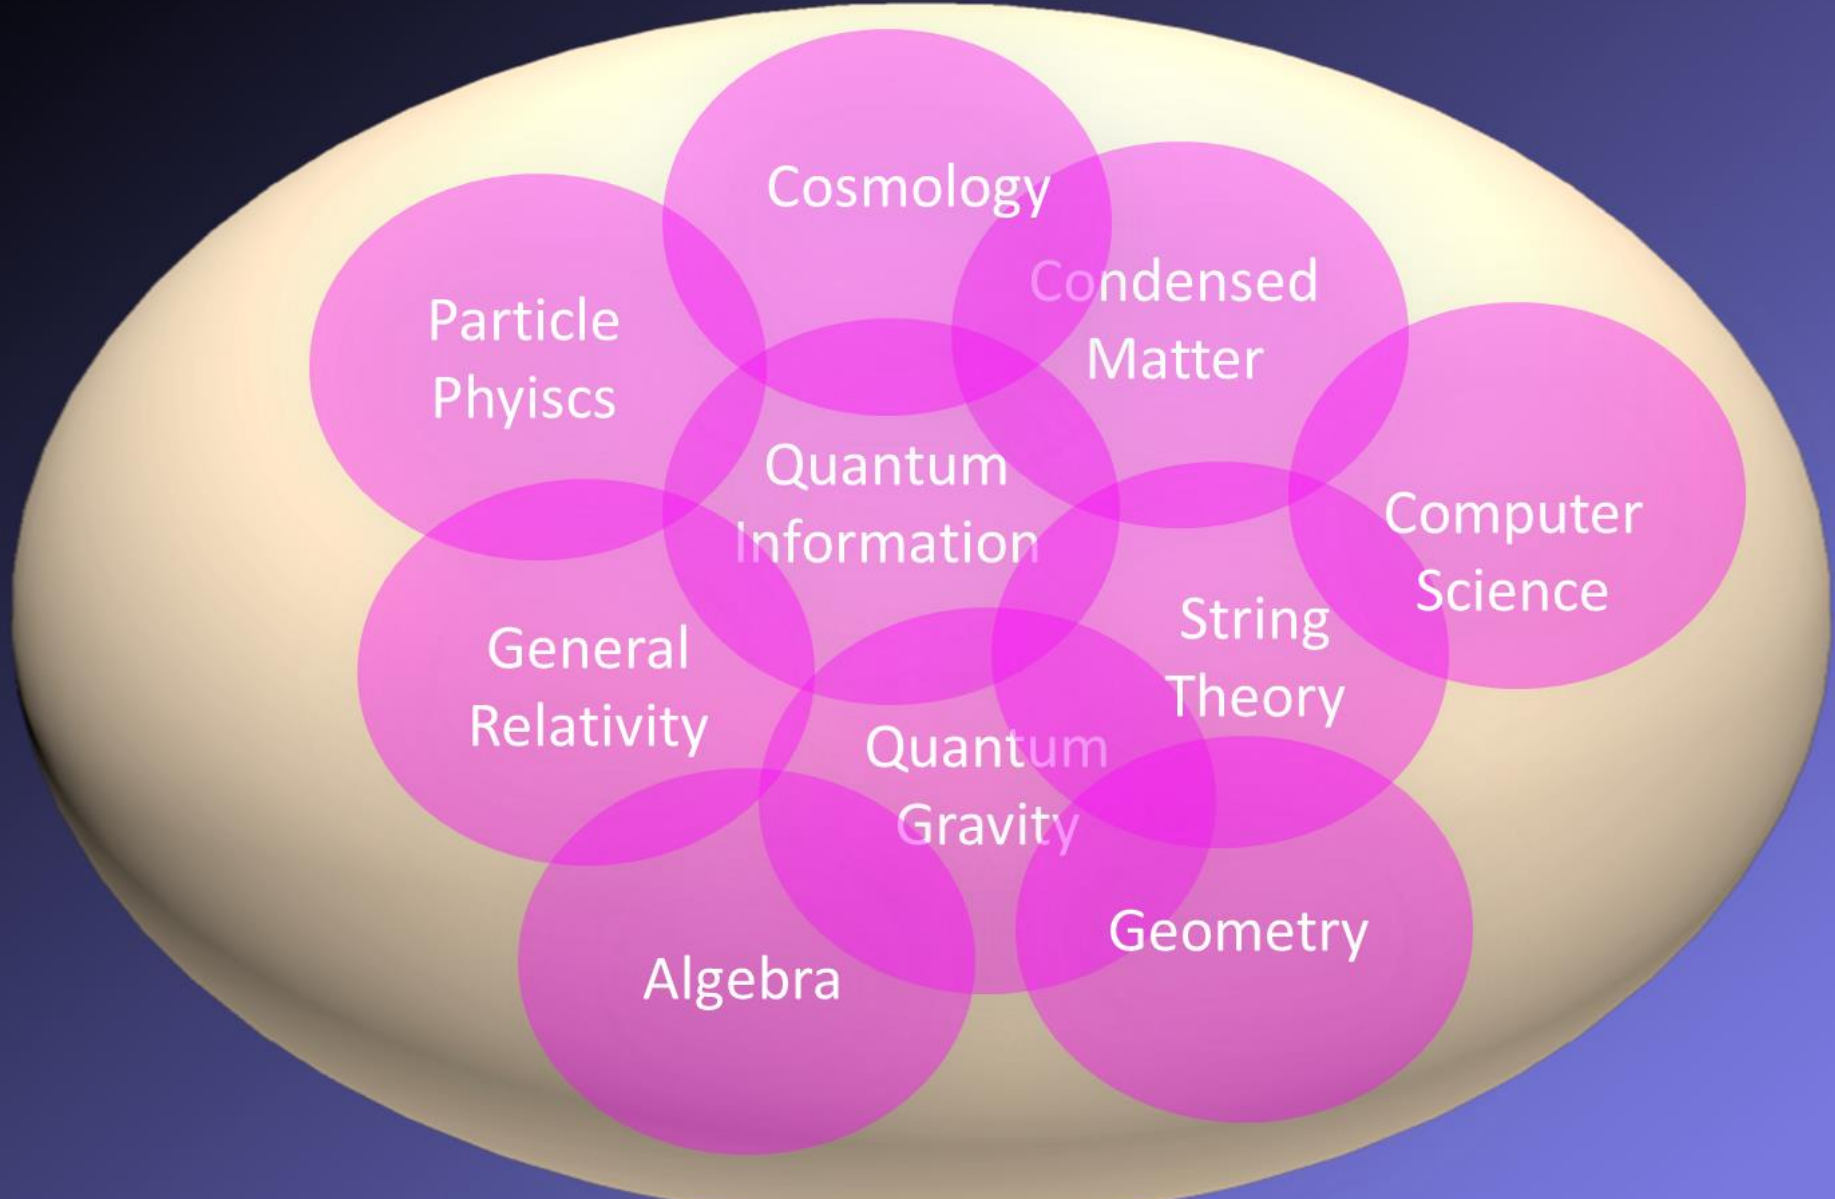 Cosmology
Condensed
Matter
Particle
Phyiscs
Quantum
Information
Computer
Science
String
Theory
General
Relativity
Quantum
Gravity
Geometry
Algebra